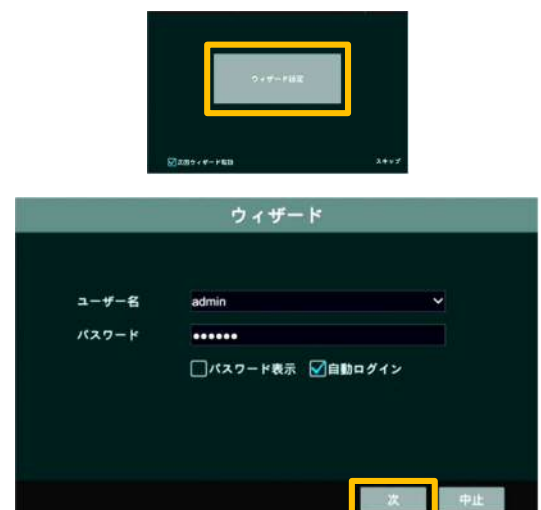 ウィザード設定
次回ウィザード有効
スキップ
ウィザード
ユーザー名
admin
パスワード
••••••
パスワード表示
自動ログイン
次
中止